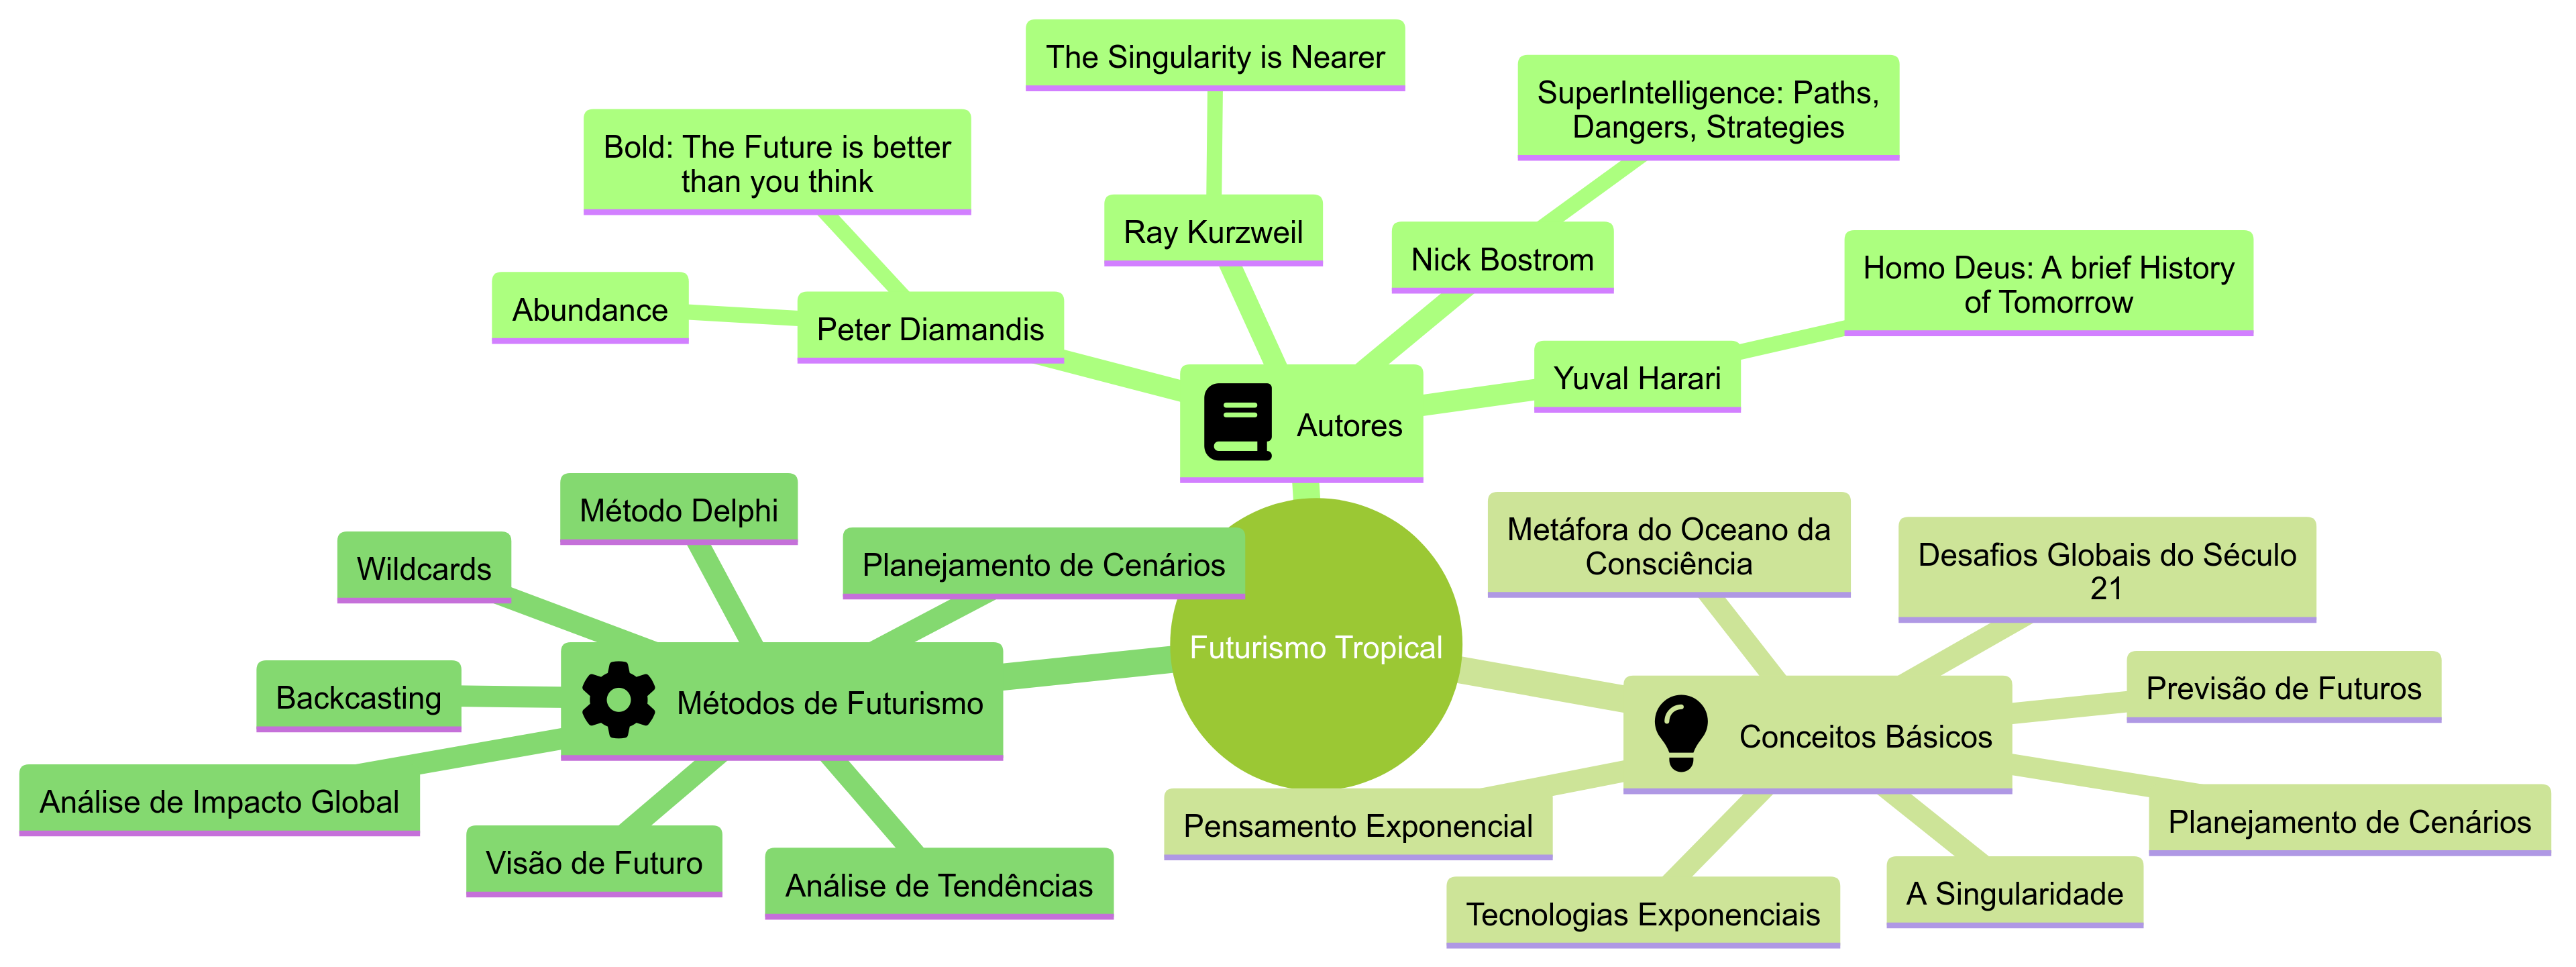 The Singularity is Nearer
SuperIntelligence: Paths,
Dangers, Strategies
Bold: The Future is better
than you think
Ray Kurzweil
Nick Bostrom
Homo Deus: A brief History
of Tomorrow
Abundance
Peter Diamandis
Yuval Harari
Autores
Método Delphi
Wildcards
Planejamento de Cenários
Metáfora do Oceano da
Consciência
Desafios Globais do Século
21
Futurismo Tropical
Backcasting
Métodos de Futurismo
Previsão de Futuros
Conceitos Básicos
Análise de Impacto Global
Pensamento Exponencial
Planejamento de Cenários
Visão de Futuro
Análise de Tendências
Tecnologias Exponenciais
A Singularidade